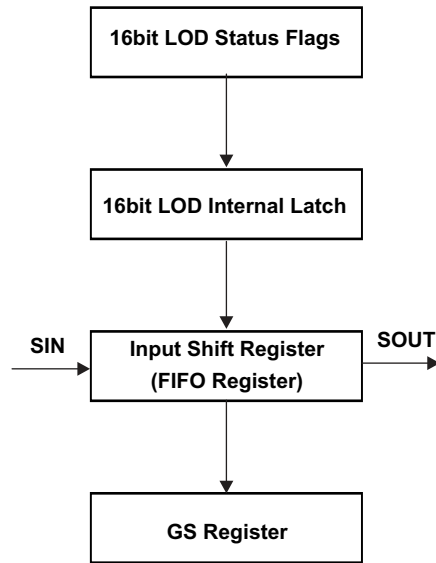 16bit LOD Status Flags
16bit LOD Internal Latch
SIN
Input Shift Register
(FIFO Register)
SOUT
GS Register